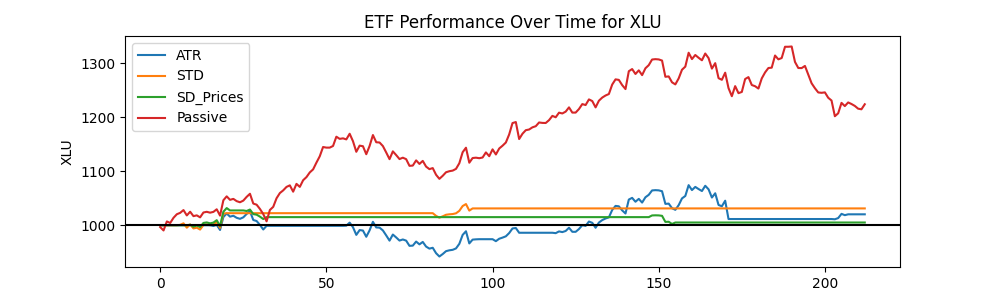 ETF Performance Over Time for XLU
XLU
1300
1200
1100
1000
ATR
STD
SD_Prices
Passive
0
50
100
150
200